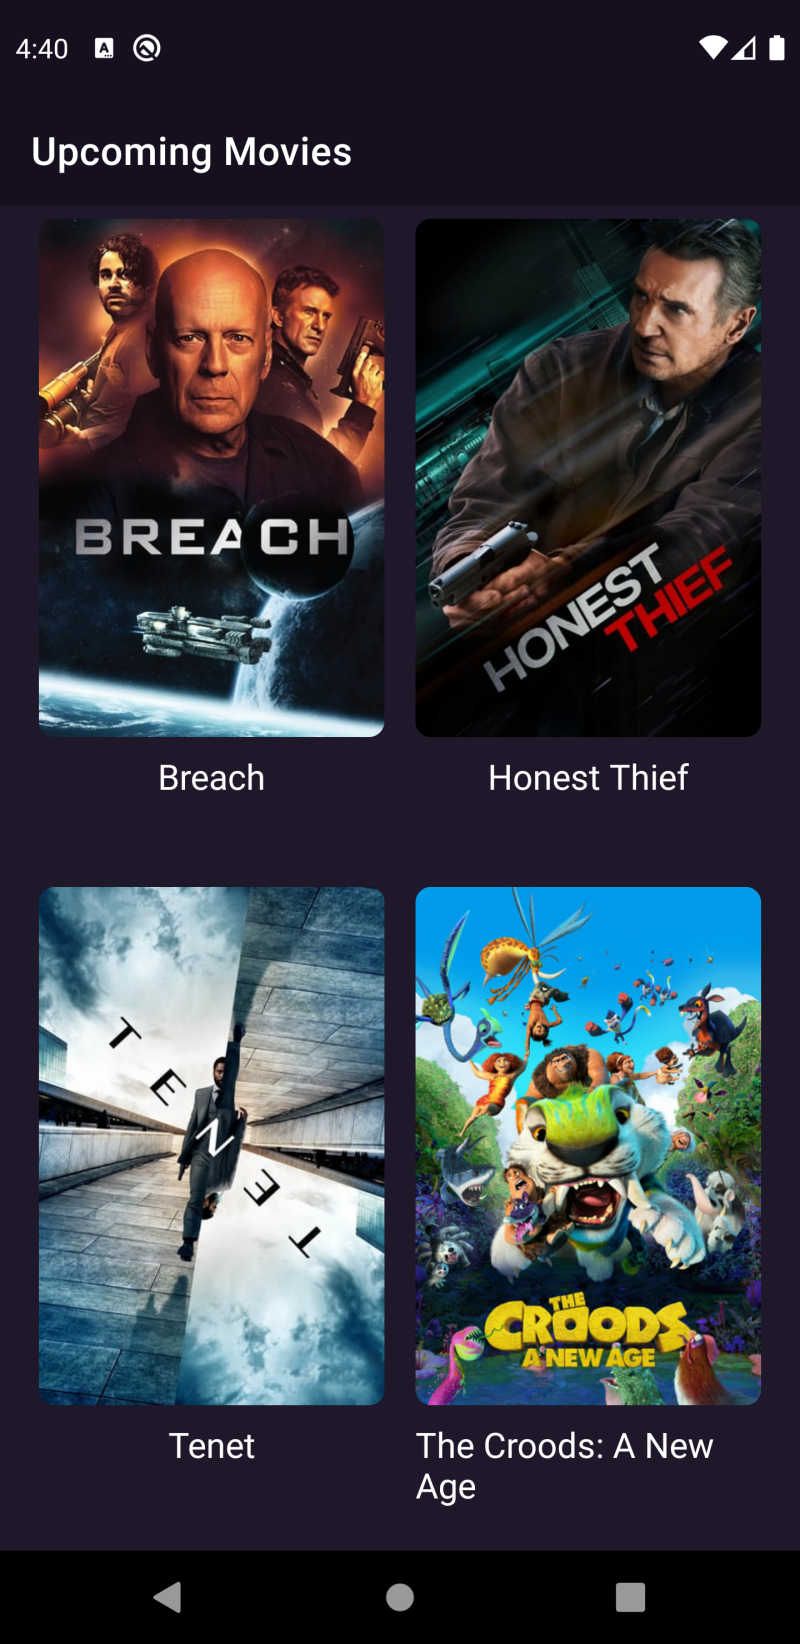 4:40
A
Upcoming Movies
BREACH
HONEST
THIEF
Breach
Honest Thief
TENET
THE
CROODS
A NEW AGE
Tenet
The Croods: A New
Age